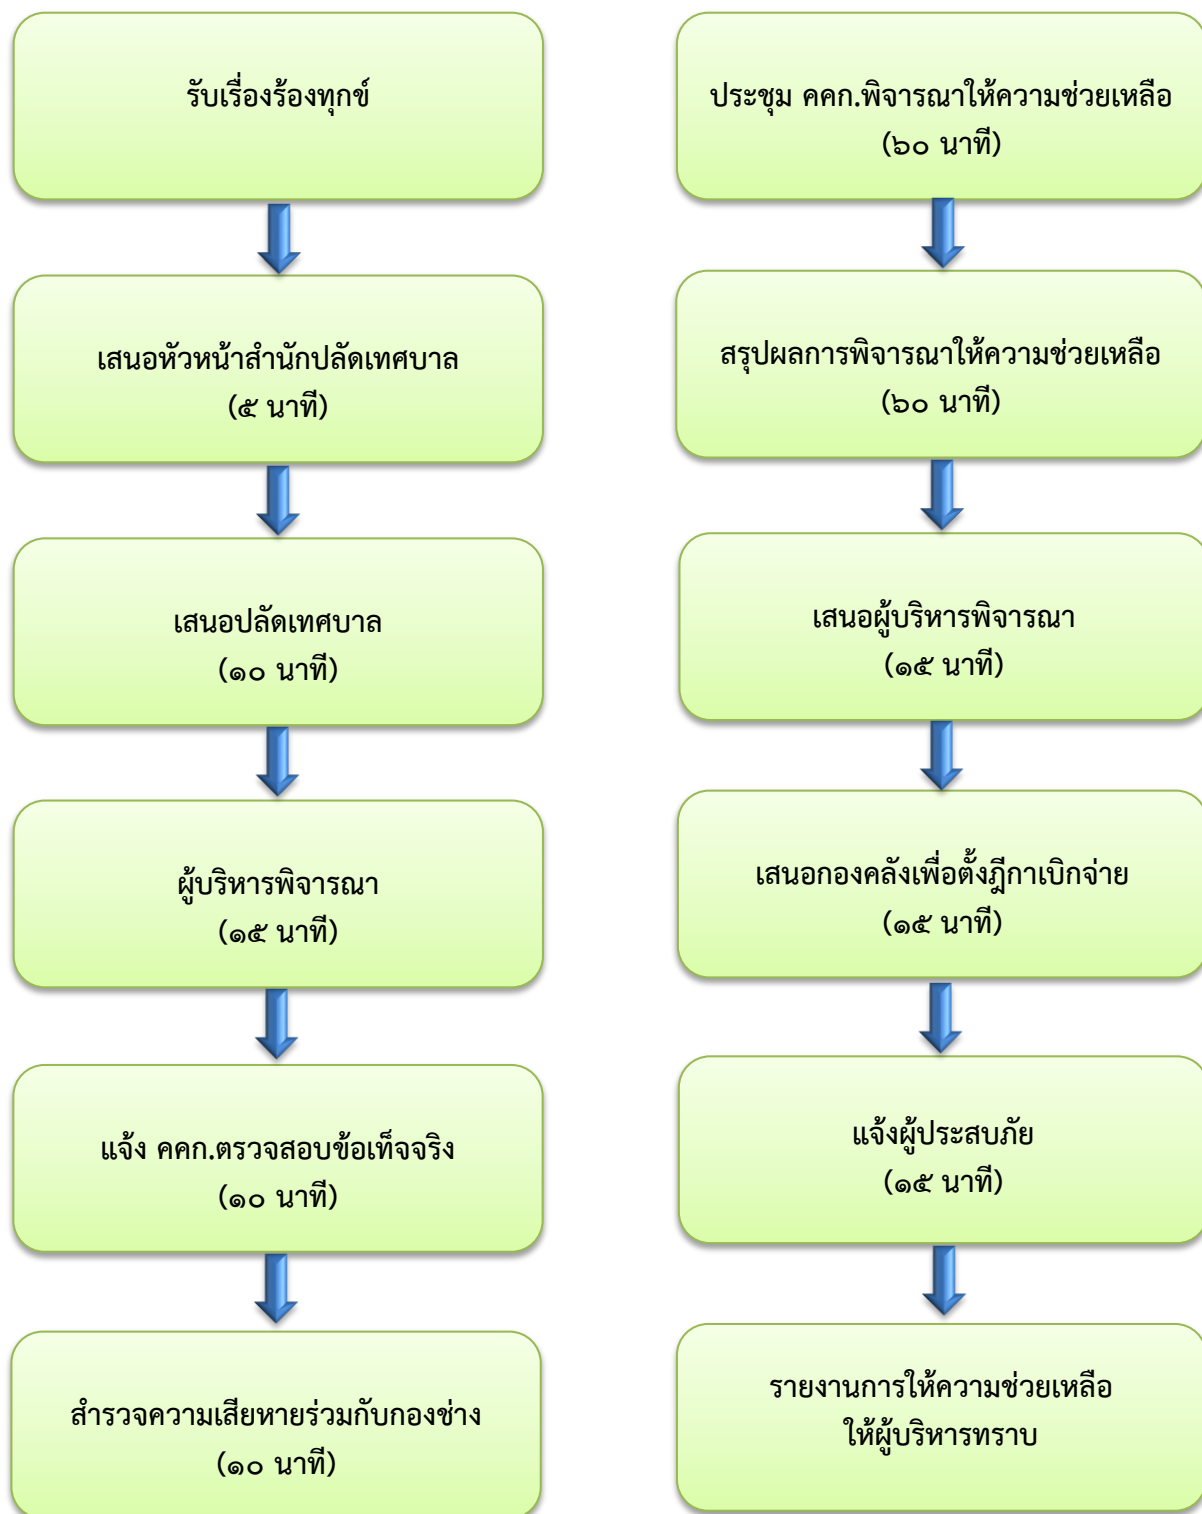 รับเรื่องร้องทุกข์
เสนอหัวหน้าสำนักปลัดเทศบาล
(๕ นาที)
เสนอปลัดเทศบาล
(๑๐ นาที)
ผู้บริหารพิจารณา
(๑๕ นาที)
แจ้ง คคก.ตรวจสอบข้อเท็จจริง
(๑๐ นาที)
สำรวจความเสียหายร่วมกับกองช่าง
(๑๐ นาที)
ประชุม คคก.พิจารณาให้ความช่วยเหลือ
(๖๐ นาที)
สรุปผลการพิจารณาให้ความช่วยเหลือ
(๖๐ นาที)
เสนอผู้บริหารพิจารณา
(๑๕ นาที)
เสนอกองคลังเพื่อตั้งฎีกาเบิกจ่าย
(๑๕ นาที)
แจ้งผู้ประสบภัย
(๑๕ นาที)
รายงานการให้ความช่วยเหลือ
ให้ผู้บริหารทราบ